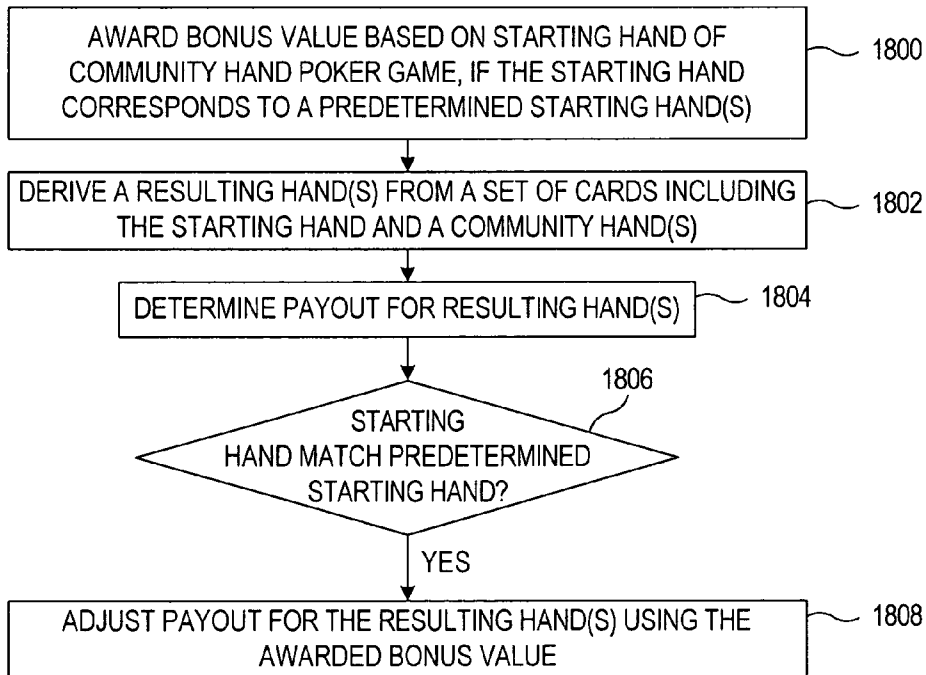 AWARD BONUS VALUE BASED ON STARTING HAND OF
COMMUNITY HAND POKER GAME, IF THE STARTING HAND
CORRESPONDS TO A PREDETERMINED STARTING HAND(S)
1800
DERIVE A RESULTING HAND(S) FROM A SET OF CARDS INCLUDING
THE STARTING HAND AND A COMMUNITY HAND(S)
1802
DETERMINE PAYOUT FOR RESULTING HAND(S)
1804
1806
STARTING
HAND MATCH PREDETERMINED
STARTING HAND?
YES
ADJUST PAYOUT FOR THE RESULTING HAND(S) USING THE
AWARDED BONUS VALUE
1808